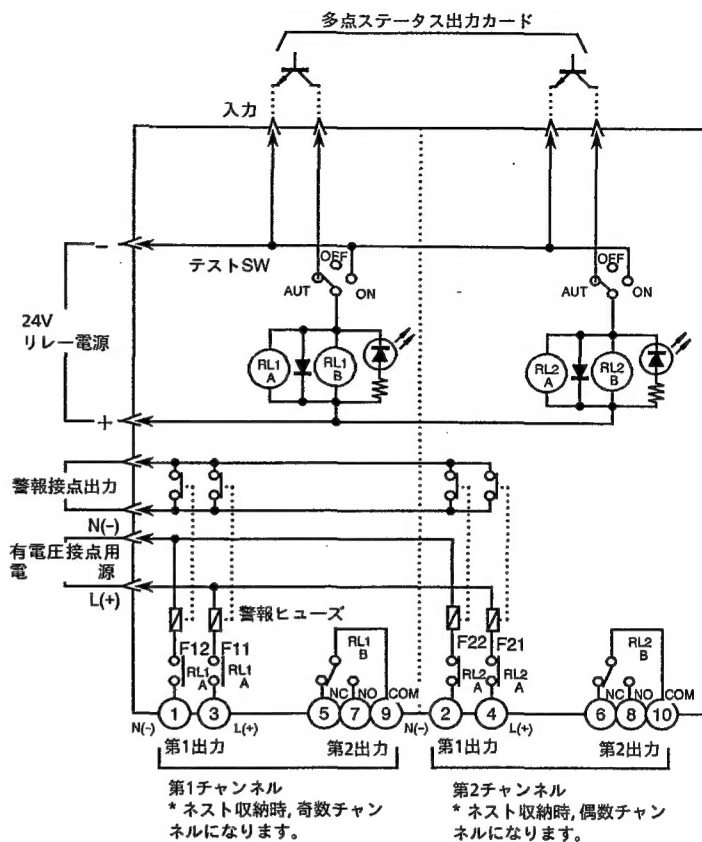 多点ステータス出力カード
入力
−
テストSW
OFF
AUT
ON
OFF
AUT
ON
24V
リレー電源
RL1
A
RL1
B
RL2
A
RL2
B
+
警報接点出力
N(-)
有電圧接点用
電 源
L(+)
警報ヒューズ
F12
F11
F22
F21
RL1
A
RL1
A
RL1
B
RL2
A
RL2
A
RL2
B
NC
NO
COM
NC
NO
COM
N(-)
1
3
L(+)
5
7
9
N(-)
2
4
L(+)
6
8
10
第1出力
第2出力
第1出力
第2出力
第1チャンネル
* ネスト収納時, 奇数チャン
ネルになります。
第2チャンネル
* ネスト収納時, 偶数チャン
ネルになります。